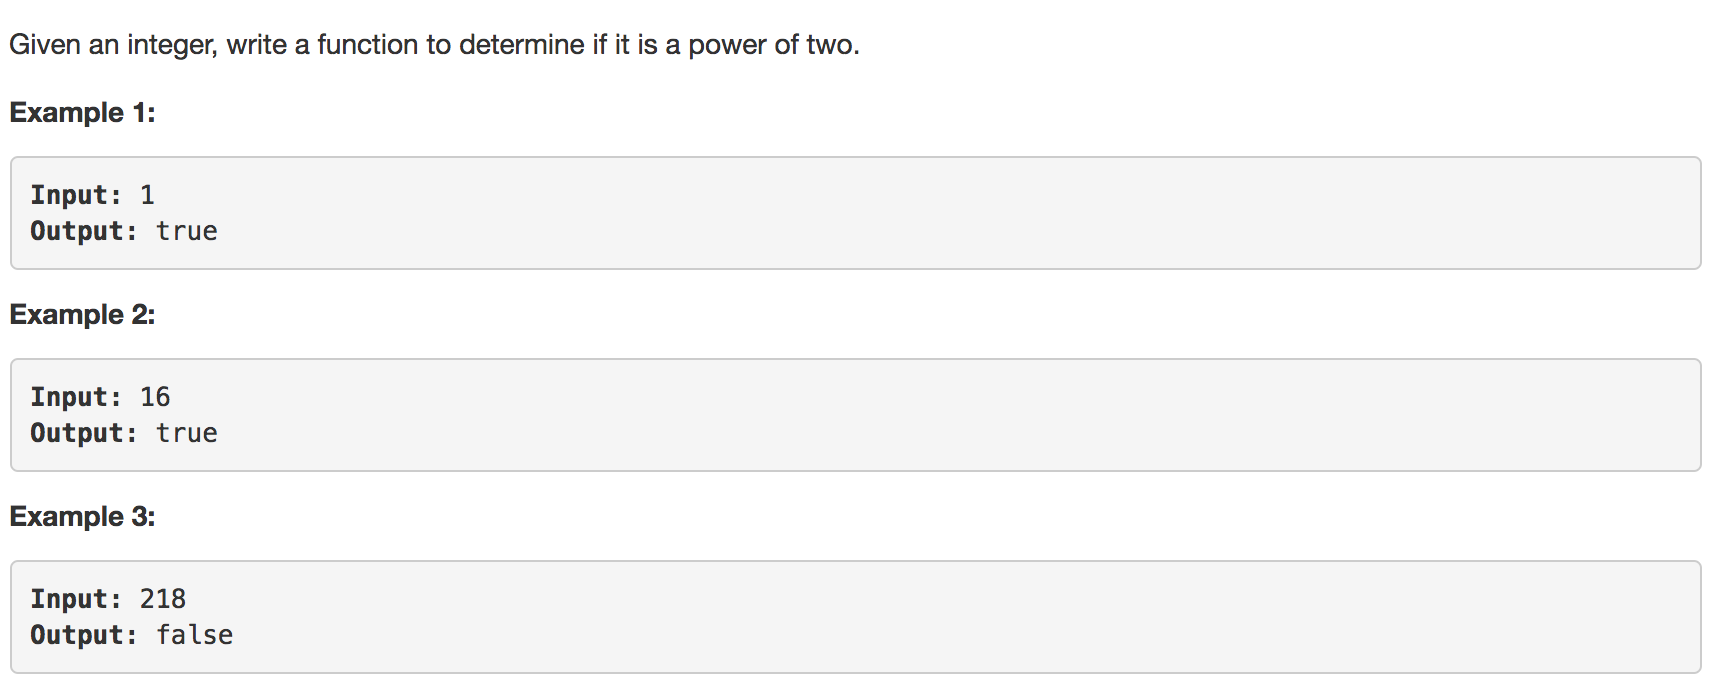 Given an integer, write a function to determine if it is a power of two.
Example 1:
Input: 1
Output: true
Example 2:
Input: 16
Output: true
Example 3:
Input: 218
Output: false